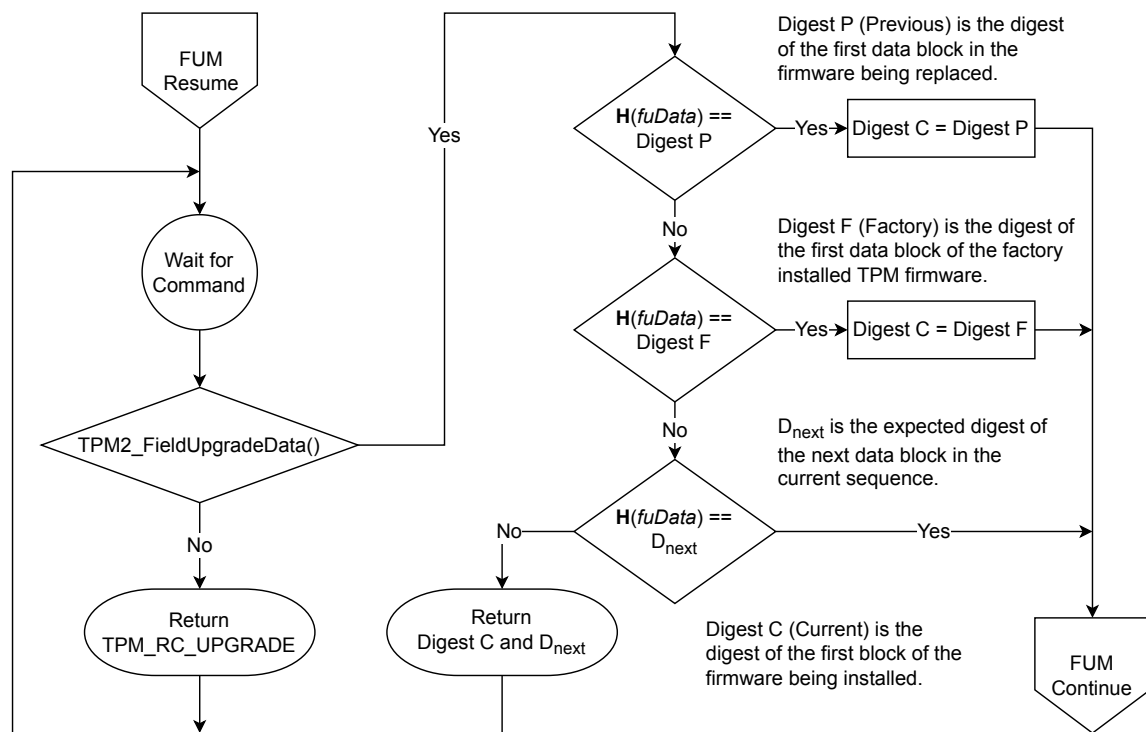 FUM
Resume
Wait for
Command
TPM2_FieldUpgradeData()
Yes
No
Return
TPM_RC_UPGRADE
Digest P (Previous) is the digest
of the first data block in the
firmware being replaced.
H(fuData) ==
Digest P
Yes
Digest C = Digest P
No
Digest F (Factory) is the digest of
the first data block of the factory
installed TPM firmware.
H(fuData) ==
Digest F
Yes
Digest C = Digest F
No
Dnext is the expected digest of
the next data block in the
current sequence.
H(fuData) ==
Dnext
No
Yes
Return
Digest C and Dnext
Digest C (Current) is the
digest of the first block of the
firmware being installed.
FUM
Continue